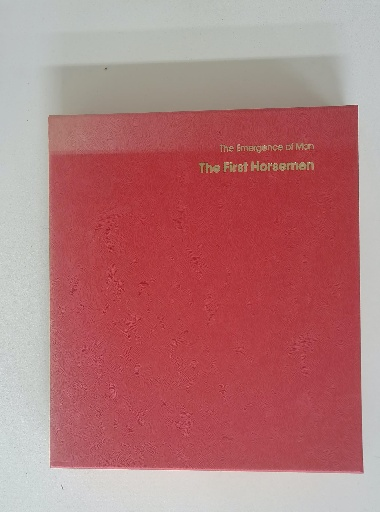 The Emergence of Man
The First Horsemen